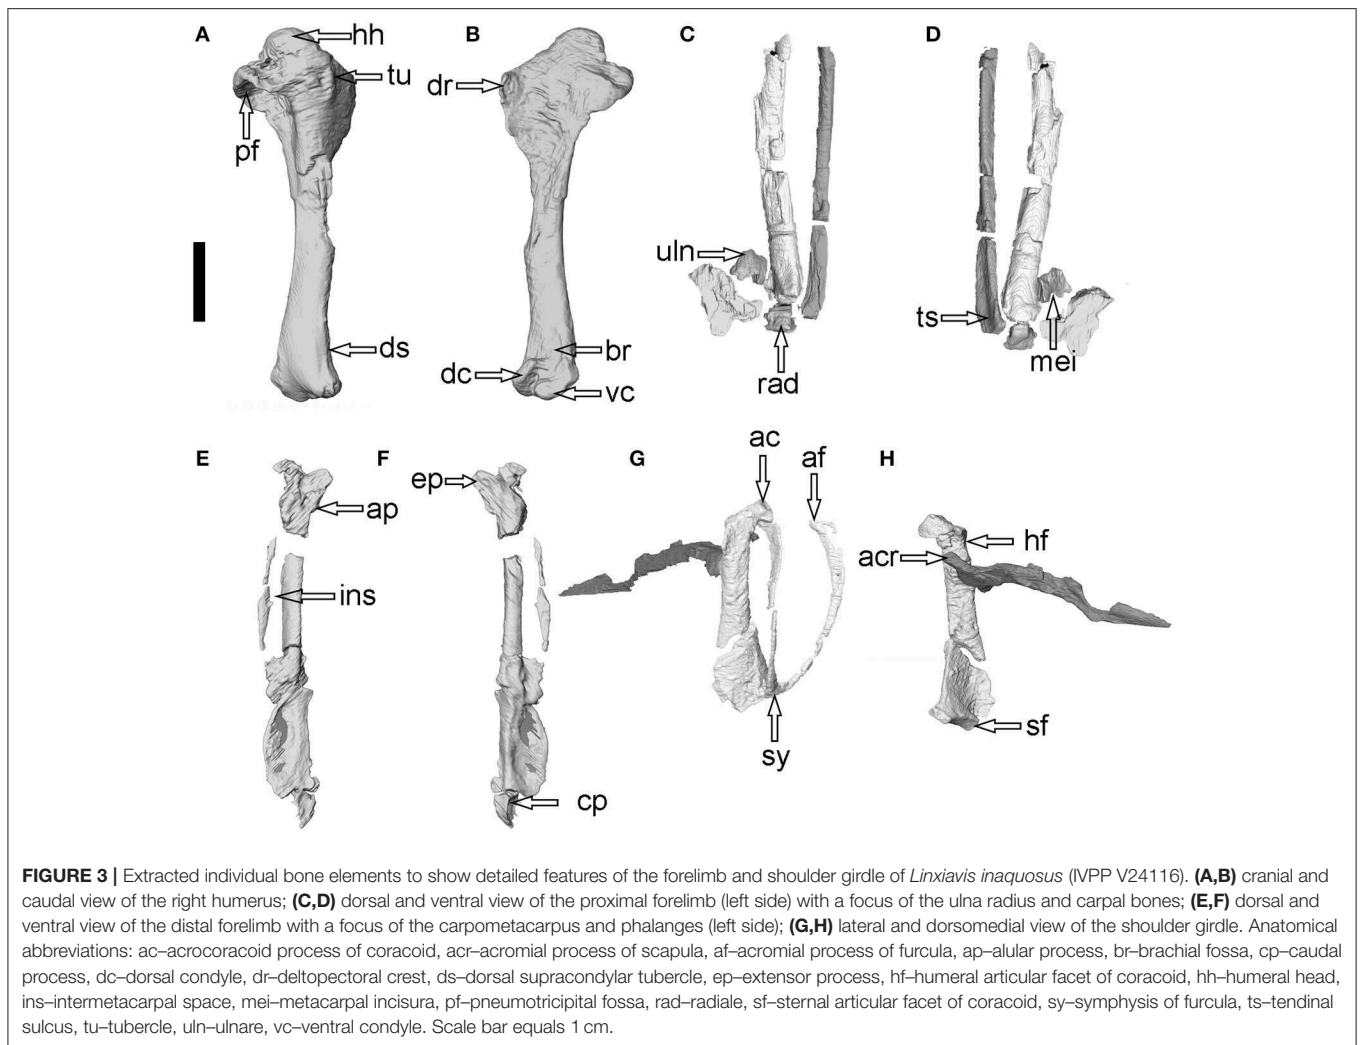 A
hh
tu
pf
ds
B
dr
br
dc
vc
C
uln
rad
D
ts
mei
E
ap
ins
F
ep
cp
G
ac
af
sy
H
hf
acr
sf
FIGURE 3 | Extracted individual bone elements to show detailed features of the forelimb and shoulder girdle of Linxiavis inaquosus (IVPP V24116). (A,B) cranial and
caudal view of the right humerus; (C,D) dorsal and ventral view of the proximal forelimb (left side) with a focus of the ulna radius and carpal bones; (E,F) dorsal and
ventral view of the distal forelimb with a focus of the carpometacarpus and phalanges (left side); (G,H) lateral and dorsomedial view of the shoulder girdle. Anatomical
abbreviations: ac–acrocoracoid process of coracoid, acr–acromial process of scapula, af–acromial process of furcula, ap–alular process, br–brachial fossa, cp–caudal
process, dc–dorsal condyle, dr–deltopectoral crest, ds–dorsal supracondylar tubercle, ep–extensor process, hf–humeral articular facet of coracoid, hh–humeral head,
ins–intermetacarpal space, mei–metacarpal incisura, pf–pneumotricipital fossa, rad–radiale, sf–sternal articular facet of coracoid, sy–symphysis of furcula, ts–tendinal
sulcus, tu–tubercle, uln–ulnare, vc–ventral condyle. Scale bar equals 1 cm.